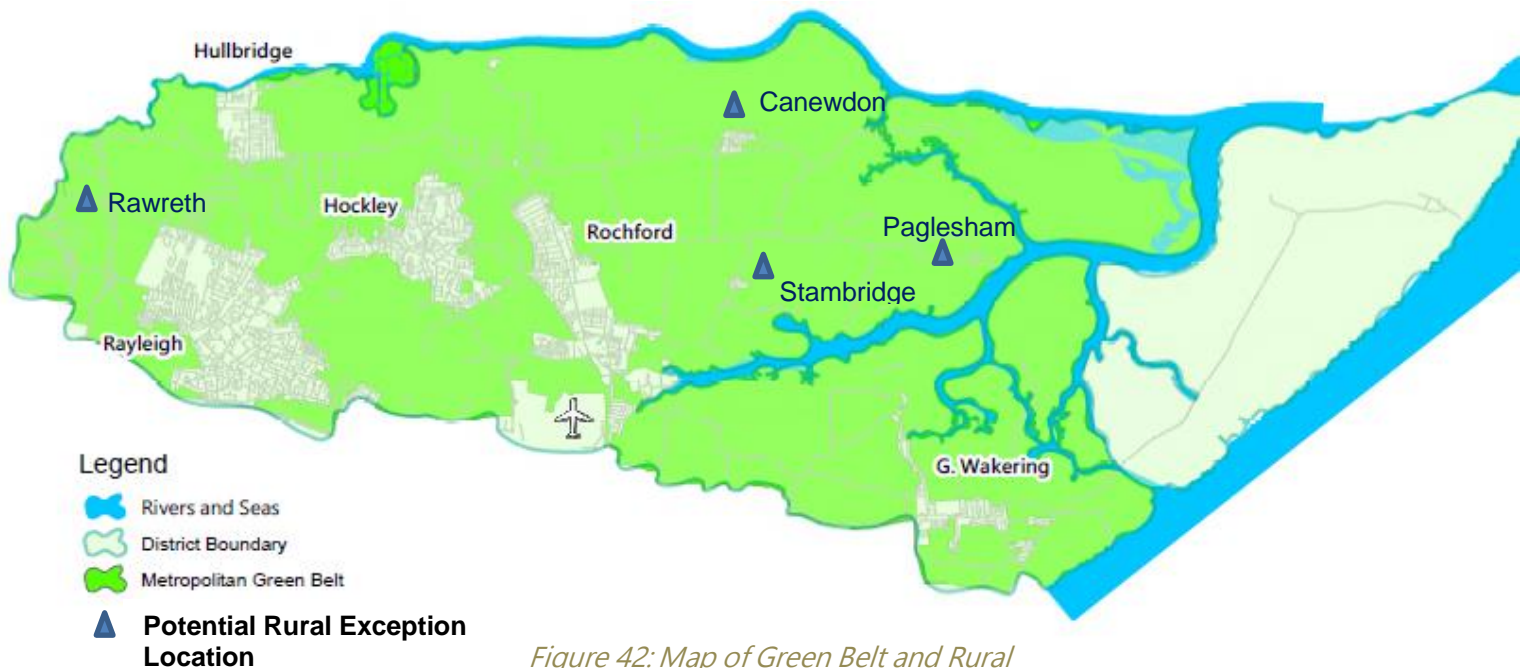 Hullbridge
Canewdon
Rawreth
Hockley
Rochford
Paglesham
Stambridge
Rayleigh
G. Wakering
Legend
Rivers and Seas
District Boundary
Metropolitan Green Belt
Potential Rural Exception
Location
Figure 42: Map of Green Belt and Rural